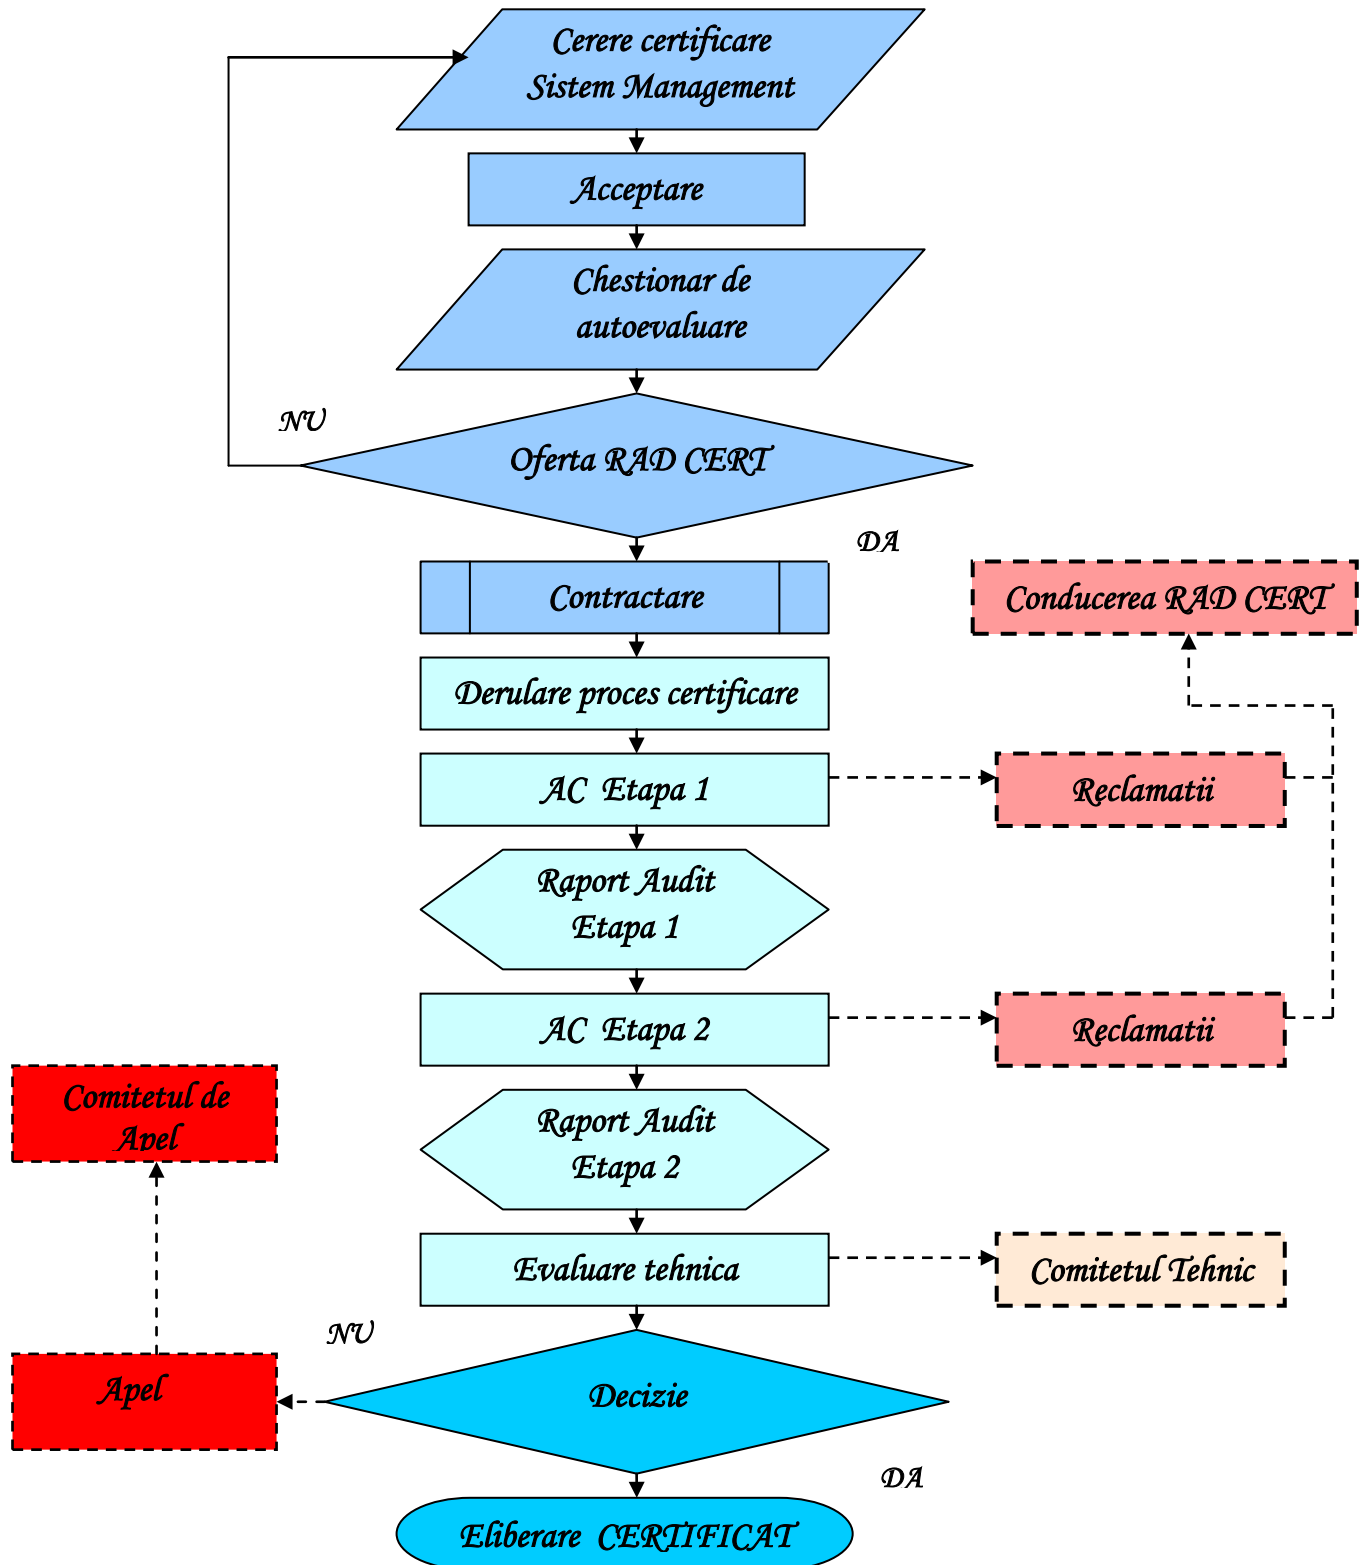 Cerere certificare
Sistem Management
Acceptare
Chestionar de
autoevaluare
NU
Oferta RAD CERT
DA
Contractare
Conducerea RAD CERT
Derulare proces certificare
AC Etapa 1
Reclamatii
Raport Audit
Etapa 1
AC Etapa 2
Reclamatii
Comitetul de
Apel
Raport Audit
Etapa 2
Evaluare tehnica
Comitetul Tehnic
NU
Apel
Decizie
DA
Eliberare CERTIFICAT